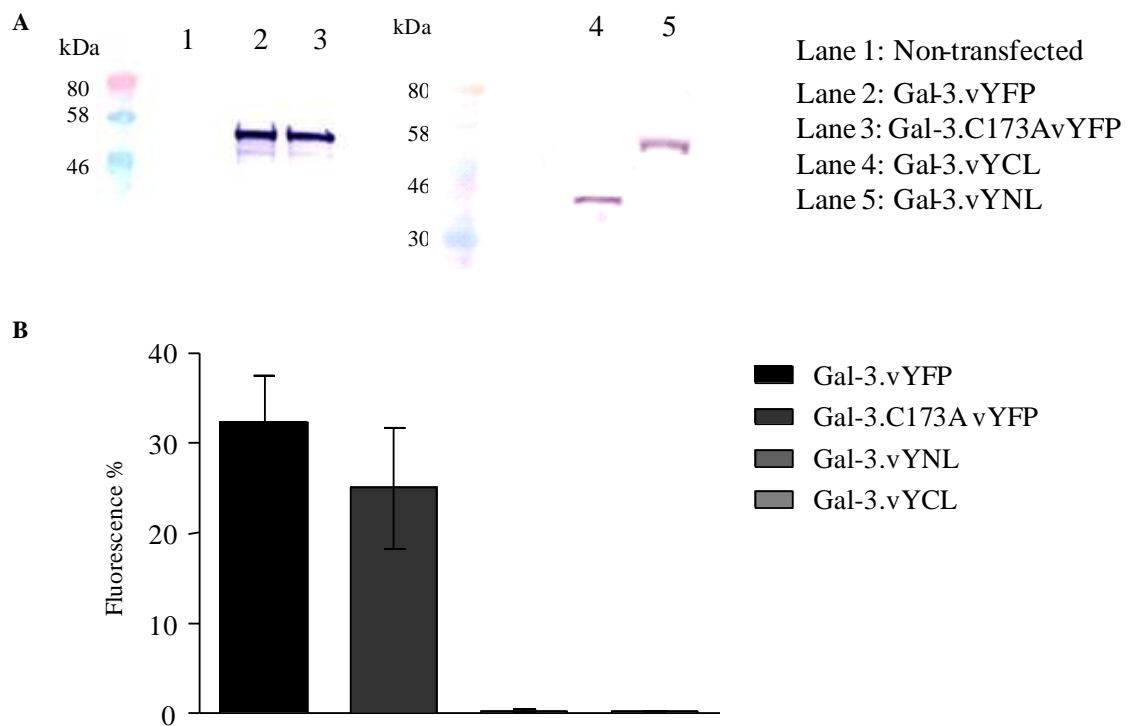 A
kDa
1
2
3
80
58
46
kDa
4
5
80
58
46
30
Lane 1: Non-transfected
Lane 2: Gal-3.vYFP
Lane 3: Gal-3.C173AvYFP
Lane 4: Gal-3.vYCL
Lane 5: Gal-3.vYNL
B
Fluorescence %
40
30
20
10
0
Gal-3.vYFP
Gal-3.C173AvYFP
Gal-3.vYNL
Gal-3.vYCL